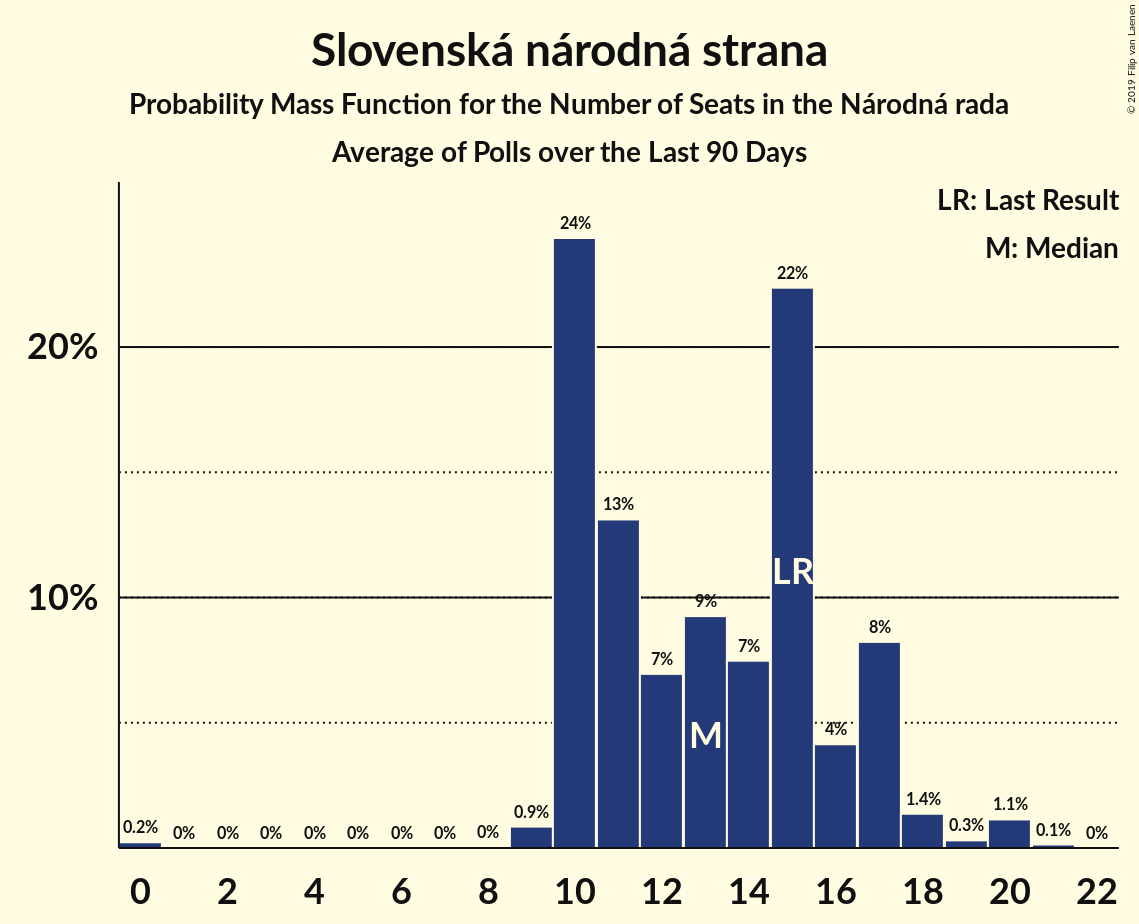 Slovenská národná strana
Probability Mass Function for the Number of Seats in the Národná rada
Average of Polls over the Last 90 Days
© 2019 Filip van Laenen
LR: Last Result
M: Median
20%
10%
0.2%
0%
0%
0%
0%
0%
0%
0%
0%
0.9%
24%
13%
7%
9%
7%
22%
4%
8%
1.4%
0.3%
1.1%
0.1%
0%
M
LR
0 2 4 6 8 10 12 14 16 18 20 22